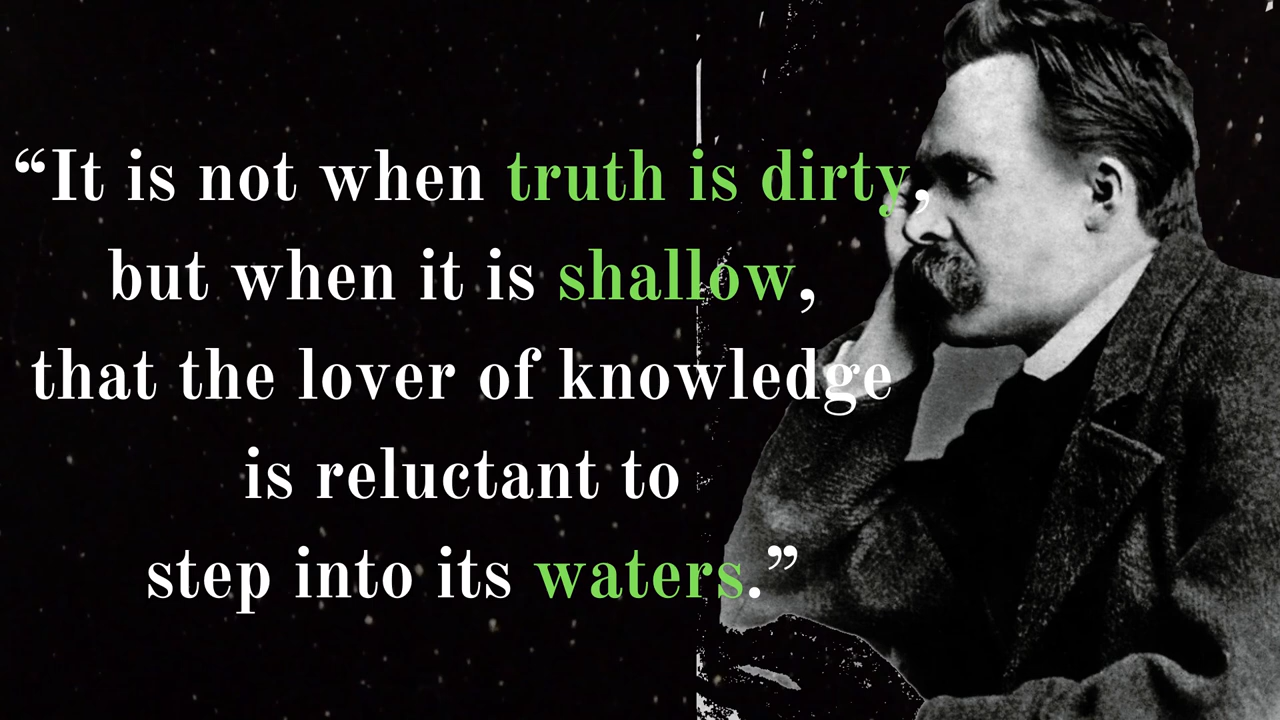 “It is not when truth is dirty,
but when it is shallow,
that the lover of knowledge
is reluctant to
step into its waters.”